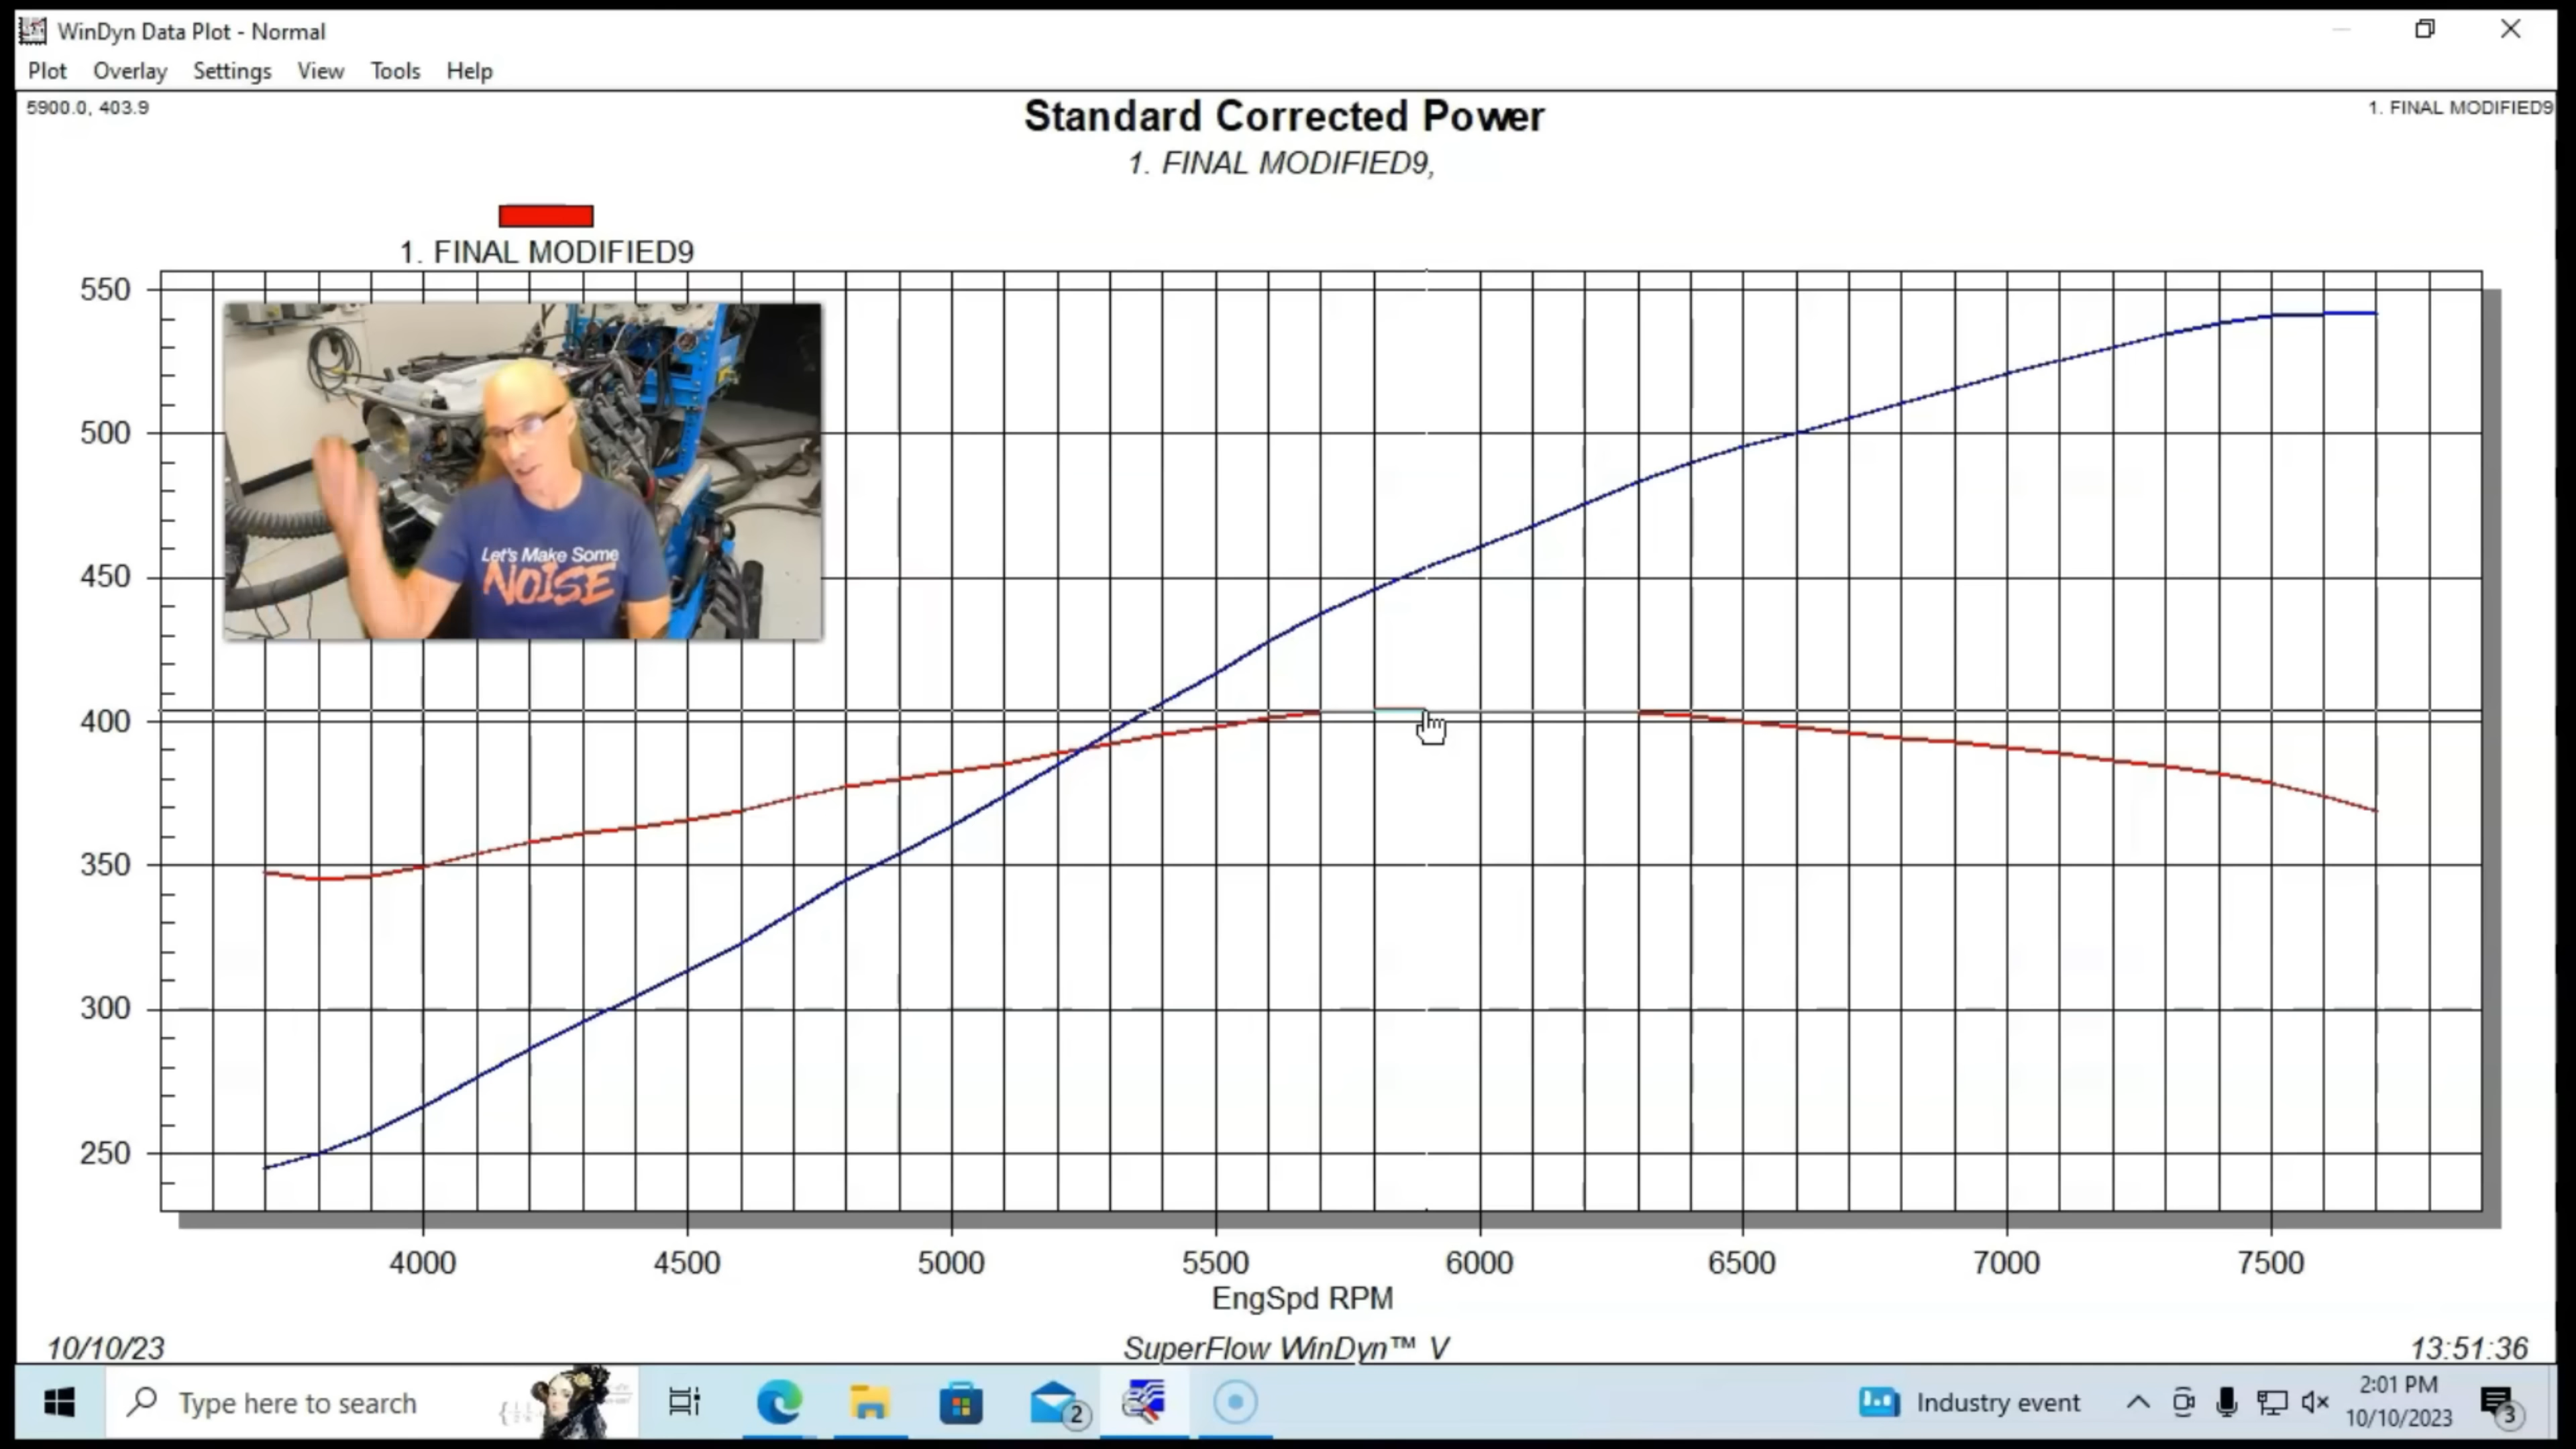 WinDyn Data Plot - Normal
Plot Overlay Settings View Tools Help
5900.0, 403.9
Standard Corrected Power
1. FINAL MODIFIED9
1. FINAL MODIFIED9,
1. FINAL MODIFIED9
550
500
450
400
350
300
250
Let's Make Some
NOISE
4000 4500 5000 5500 6000 6500 7000 7500
EngSpd RPM
10/10/23
SuperFlow WinDyn™ V
13:51:36
Type here to search
2
Industry event
2:01 PM
10/10/2023
3